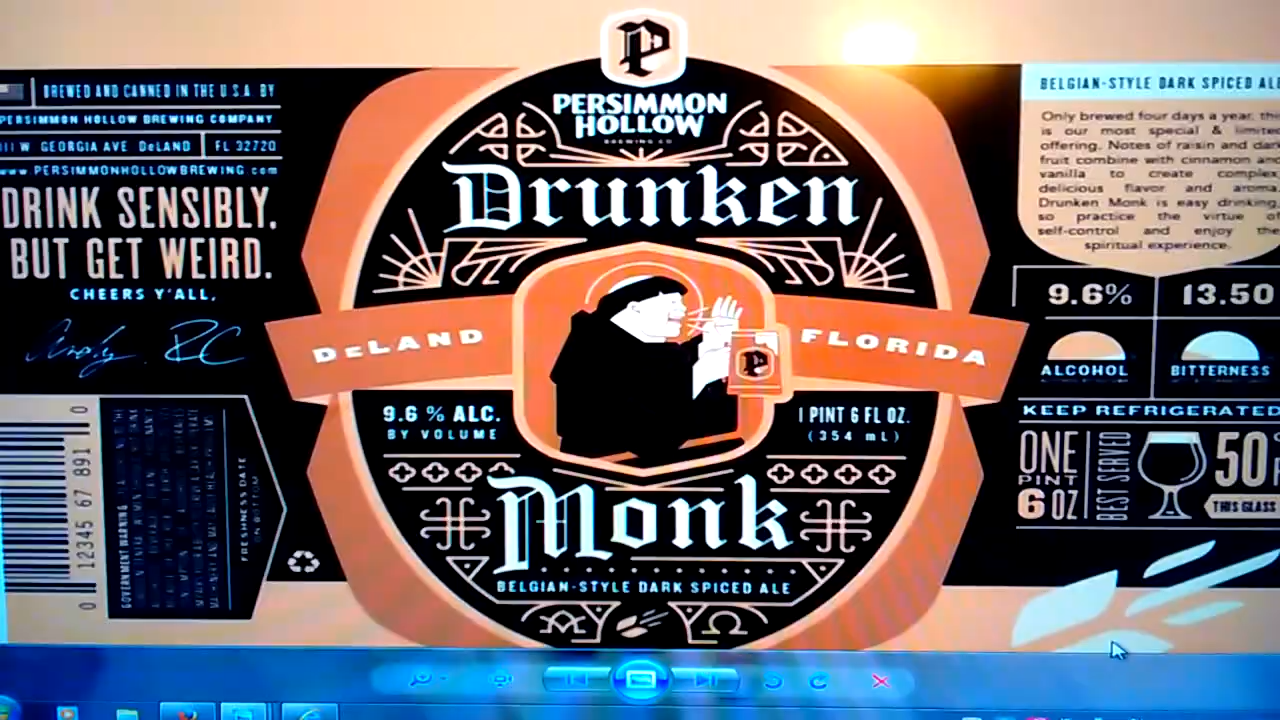 BREWED AND CANNED IN THE U.S.A. BY
PERSIMMON HOLLOW BREWING COMPANY
W GEORGIA AVE DeLAND FL 32720
www.PERSIMMONHOLLOWBREWING.com
DRINK SENSIBLY.
BUT GET WEIRD.
CHEERS Y'ALL,
0 12345 67 891 0
GOVERNMENT WARNING
FRESHNESS DATE
ON BOTTOM
P
PERSIMMON
HOLLOW
BREWING CO
Drunken
DeLAND FLORIDA
P
9.6 % ALC.
BY VOLUME
1 PINT 6 FL OZ.
(354 mL)
Monk
BELGIAN-STYLE DARK SPICED ALE
BELGIAN-STYLE DARK SPICED ALE
Only brewed four days a year, this
is our most special & limited
offering. Notes of raisin and dark
fruit combine with cinnamon and
vanilla to create complex
delicious flavor and aroma.
Drunken Monk is easy drinking,
so practice the virtue of
self-control and enjoy the
spiritual experience.
9.6% 13.50
ALCOHOL BITTERNESS
KEEP REFRIGERATED
ONE
PINT
6 OZ
BEST SERVED
50
THIS GLASS